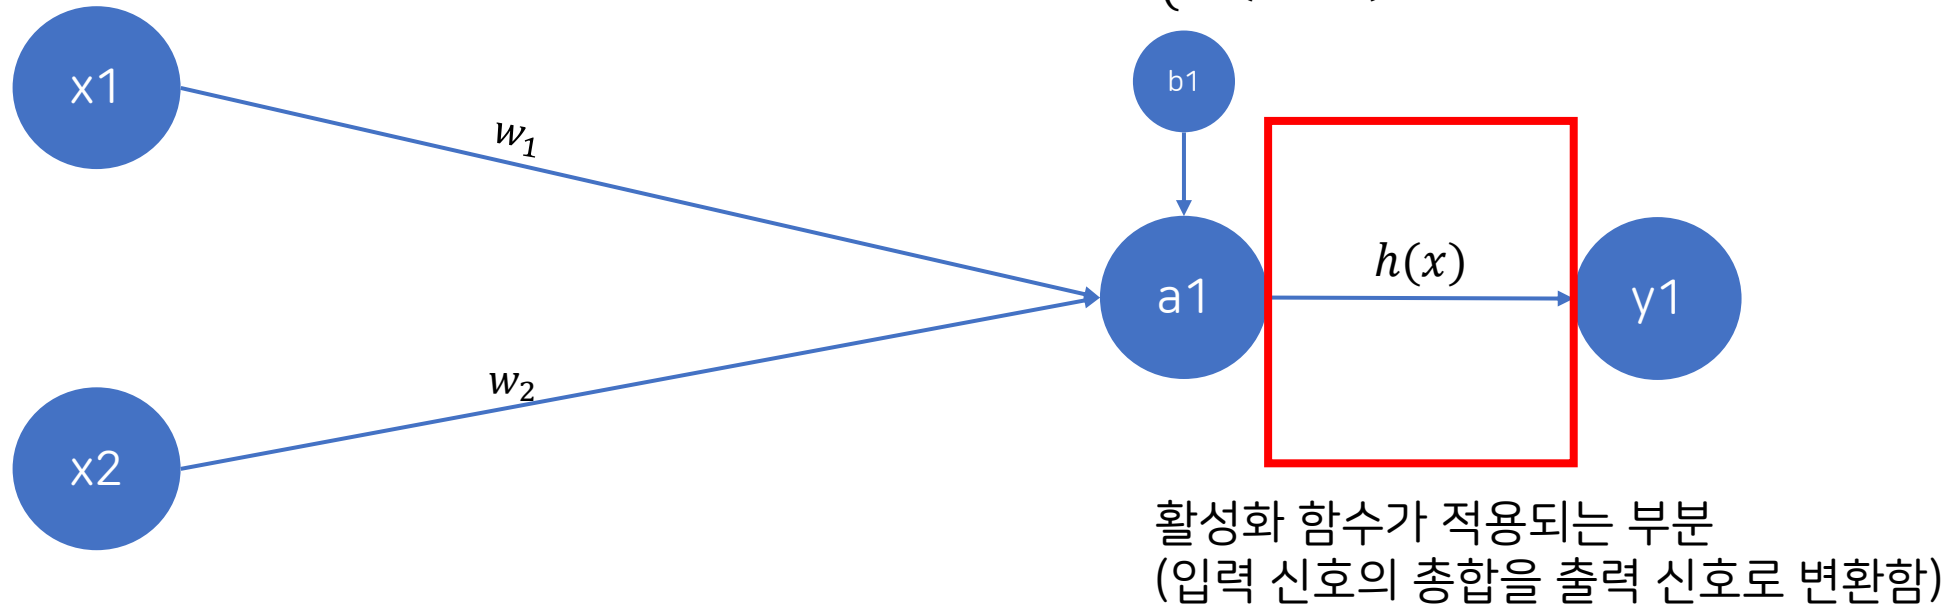 x1
b1
w₁
h(x)
a1
y1
w₂
x2
활성화 함수가 적용되는 부분
(입력 신호의 총합을 출력 신호로 변환함)